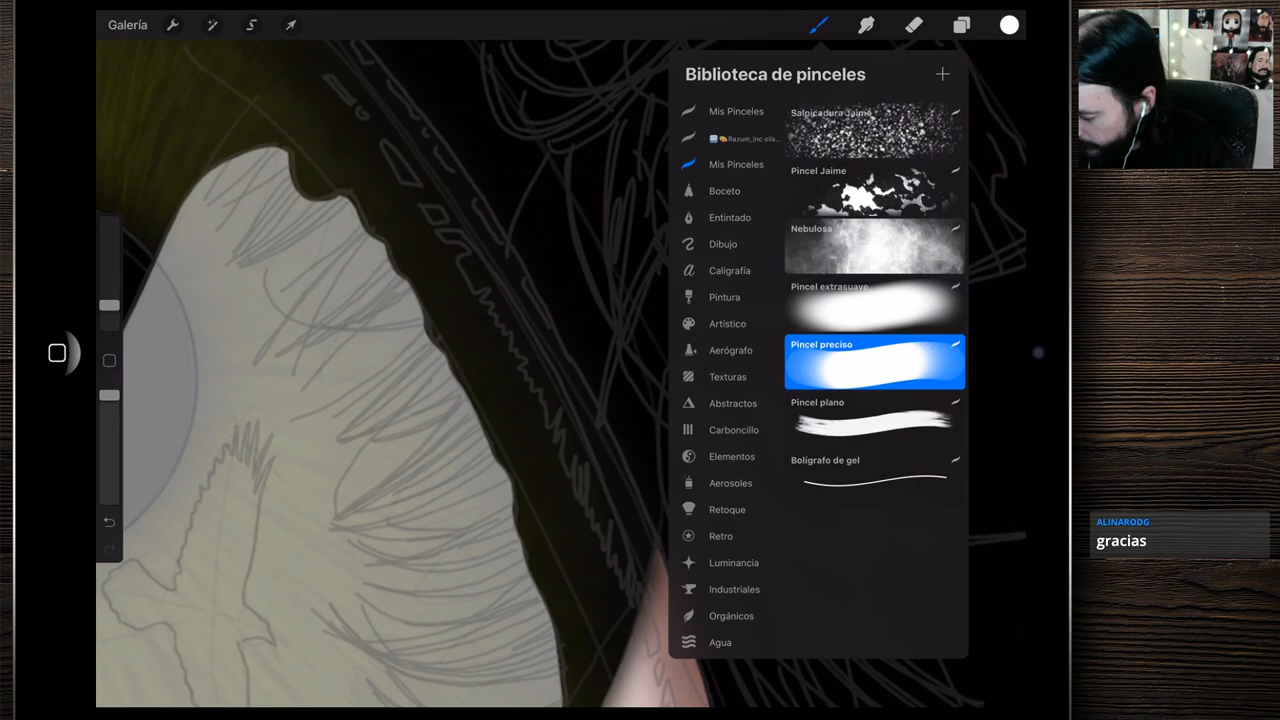 Galería
Biblioteca de pinceles
Mis Pinceles
Razum_inc oils...
Mis Pinceles
Boceto
Entintado
Dibujo
Caligrafía
Pintura
Artístico
Aerógrafo
Texturas
Abstractos
Carboncillo
Elementos
Aerosoles
Retoque
Retro
Luminancia
Industriales
Orgánicos
Agua
Salpicadura Jaime
Pincel Jaime
Nebulosa
Pincel extrasuave
Pincel preciso
Pincel plano
Bolígrafo de gel
ALINARODG
gracias